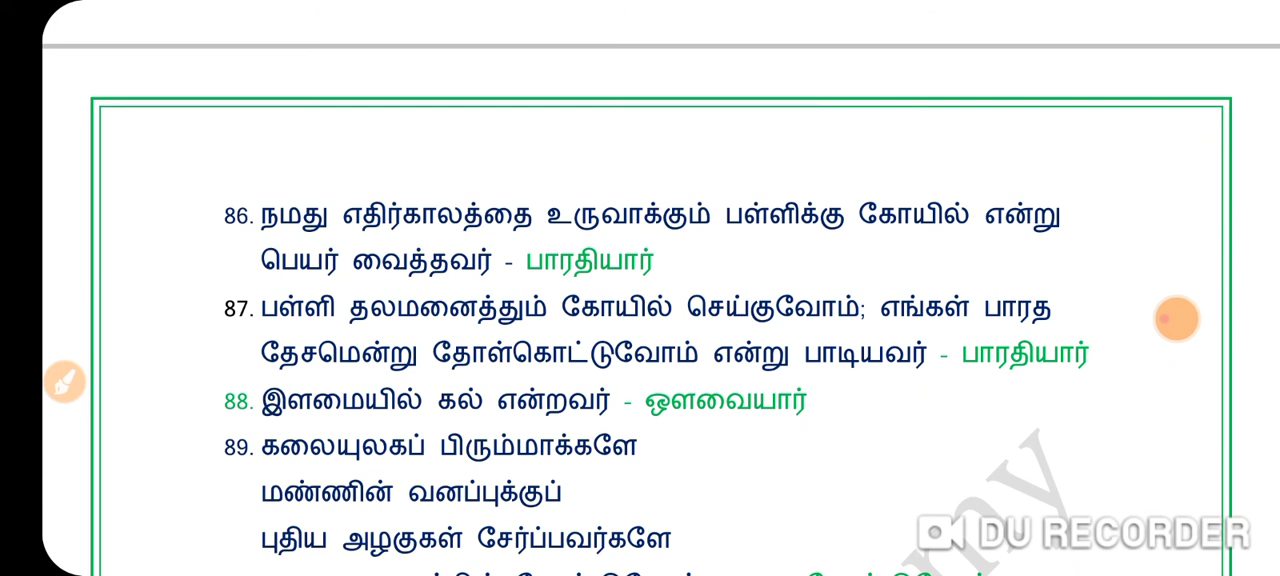 86. நமது எதிர்காலத்தை உருவாக்கும் பள்ளிக்கு கோயில் என்று
பெயர் வைத்தவர் - பாரதியார்
87. பள்ளி தலமனைத்தும் கோயில் செய்குவோம்; எங்கள் பாரத
தேசமென்று தோள்கொட்டுவோம் என்று பாடியவர் - பாரதியார்
88. இளமையில் கல் என்றவர் - ஔவையார்
89. கலையுலகப் பிரும்மாக்களே
மண்ணின் வனப்புக்குப்
புதிய அழகுகள் சேர்ப்பவர்களே
my
DU RECORDER